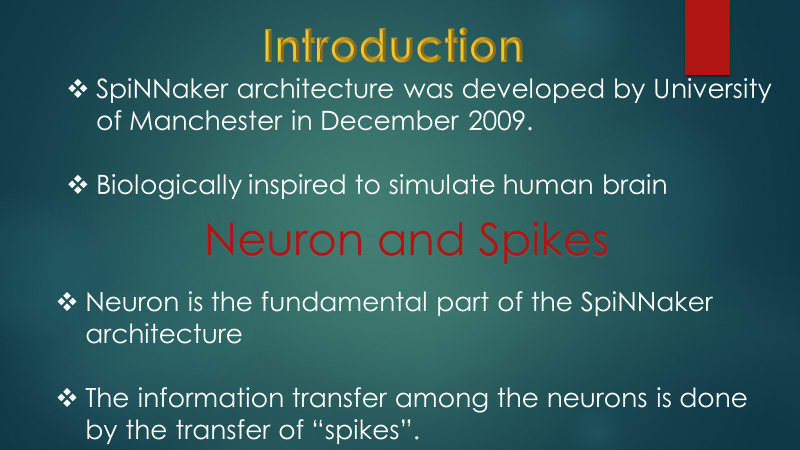 Introduction
❖ SpiNNaker architecture was developed by University
of Manchester in December 2009.
❖ Biologically inspired to simulate human brain
Neuron and Spikes
❖ Neuron is the fundamental part of the SpiNNaker
architecture
❖ The information transfer among the neurons is done
by the transfer of “spikes”.